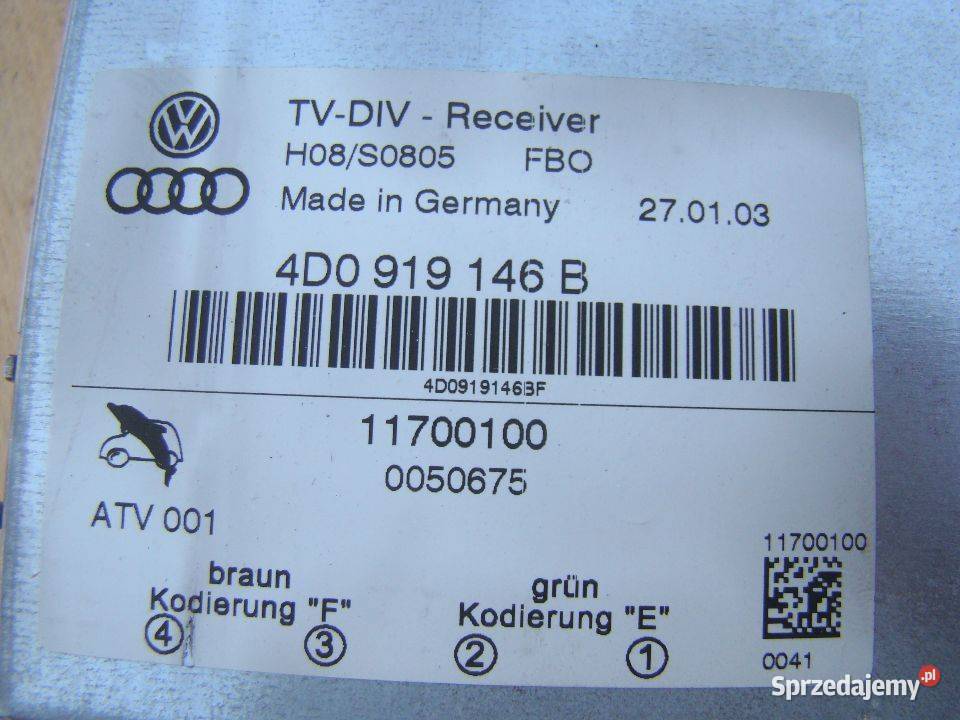 TV-DIV - Receiver
H08/S0805 FBO
Made in Germany 27.01.03
4D0 919 146 B
4D0919146BF
11700100
0050675
ATV 001
11700100
braun
Kodierung "F"
grün
Kodierung "E"
4 3 2 1
0041
Sprzedajemy.pl